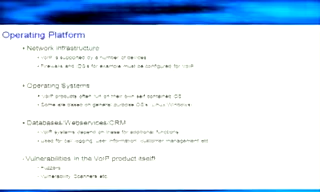 Operating Platform
• Network Infrastructure
• VoIP is supported by a number of devices
• Firewalls and IDS's for example must be configured for VoIP
• Operating Systems
• VoIP products often run on their own self contained OS
• Some are based on general purpose OS's, Linux Windows
• Databases/Webservices/CRM
• VoIP systems depend on these for additional functions
• Used for call logging, user information, customer management etc
• Vulnerabilities in the VoIP product itself!
• Fuzzers
• Vulnerability Scanners etc